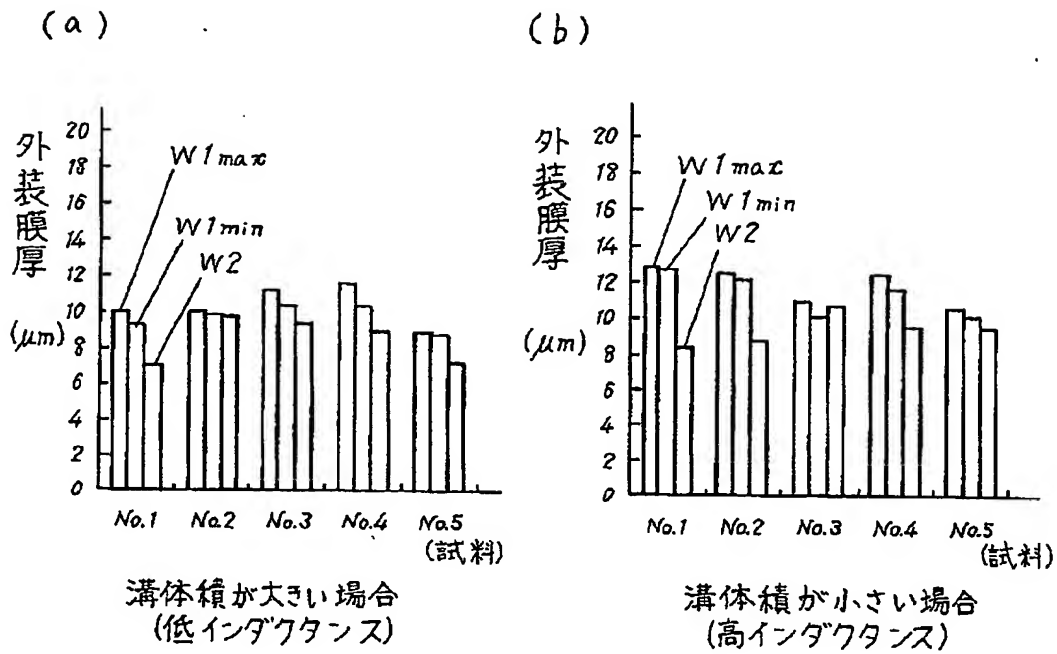 (a)
外装膜厚
(μm)
20
18
16
14
12
10
8
6
4
2
0
W1max
W1min
W2
No.1 No.2 No.3 No.4 No.5
(試料)
溝体積が大きい場合
(低インダクタンス)
(b)
外装膜厚
(μm)
20
18
16
14
12
10
8
6
4
2
0
W1max
W1min
W2
No.1 No.2 No.3 No.4 No.5
(試料)
溝体積が小さい場合
(高インダクタンス)